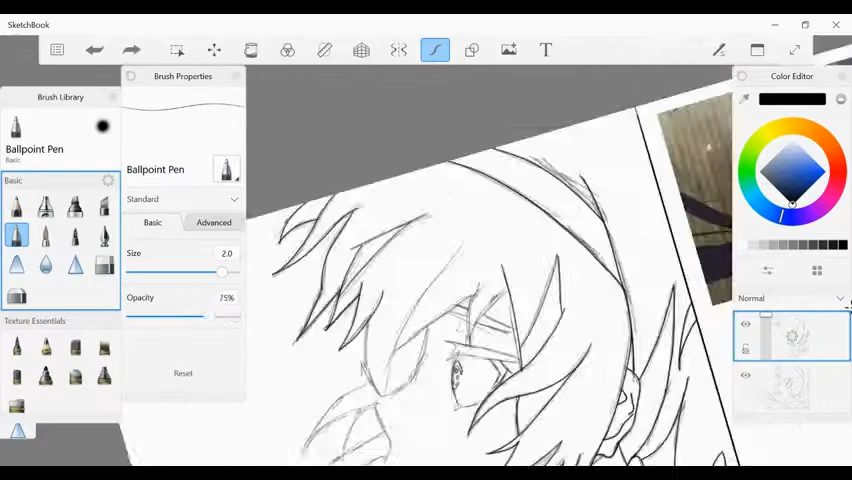 SketchBook
T
Brush Properties
Color Editor
Brush Library
Ballpoint Pen
Basic
Ballpoint Pen
Basic
Standard
Basic Advanced
Size 2.0
Opacity 75%
Normal
Texture Essentials
Reset